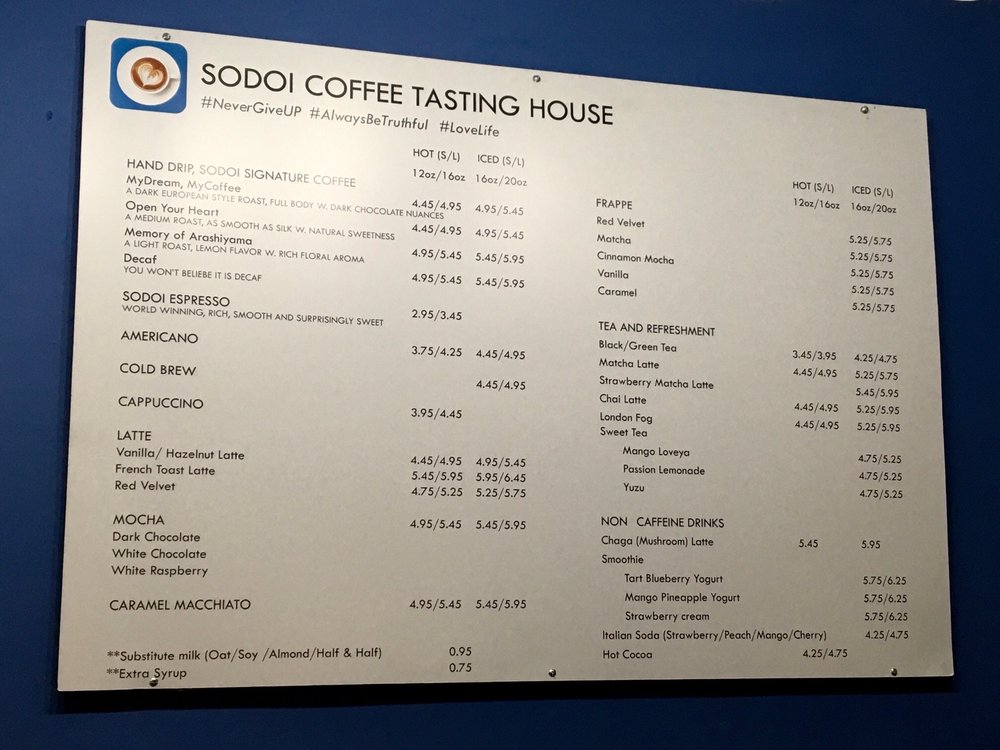 SODOI COFFEE TASTING HOUSE
#NeverGiveUP #AlwaysBeTruthful #LoveLife
HOT (S/L) ICED (S/L)
12oz/16oz 16oz/20oz
HAND DRIP, SODOI SIGNATURE COFFEE
MyDream, MyCoffee 4.45/4.95 4.95/5.45
A DARK EUROPEAN STYLE ROAST, FULL BODY W. DARK CHOCOLATE NUANCES
Open Your Heart 4.45/4.95 4.95/5.45
A MEDIUM ROAST, AS SMOOTH AS SILK W. NATURAL SWEETNESS
Memory of Arashiyama 4.95/5.45 5.45/5.95
A LIGHT ROAST, LEMON FLAVOR W. RICH FLORAL AROMA
Decaf 4.95/5.45 5.45/5.95
YOU WON'T BELIEBE IT IS DECAF
SODOI ESPRESSO 2.95/3.45
WORLD WINNING, RICH, SMOOTH AND SURPRISINGLY SWEET
AMERICANO 3.75/4.25 4.45/4.95
COLD BREW 4.45/4.95
CAPPUCCINO 3.95/4.45
LATTE
Vanilla/ Hazelnut Latte 4.45/4.95 4.95/5.45
French Toast Latte 5.45/5.95 5.95/6.45
Red Velvet 4.75/5.25 5.25/5.75
MOCHA 4.95/5.45 5.45/5.95
Dark Chocolate
White Chocolate
White Raspberry
CARAMEL MACCHIATO 4.95/5.45 5.45/5.95
**Substitute milk (Oat/Soy /Almond/Half & Half) 0.95
**Extra Syrup 0.75
HOT (S/L) ICED (S/L)
12oz/16oz 16oz/20oz
FRAPPE
Red Velvet 5.25/5.75
Matcha 5.25/5.75
Cinnamon Mocha 5.25/5.75
Vanilla 5.25/5.75
Caramel 5.25/5.75
TEA AND REFRESHMENT
Black/Green Tea 3.45/3.95 4.25/4.75
Matcha Latte 4.45/4.95 5.25/5.75
Strawberry Matcha Latte 5.45/5.95
Chai Latte 4.45/4.95 5.25/5.95
London Fog 4.45/4.95 5.25/5.95
Sweet Tea
Mango Loveya 4.75/5.25
Passion Lemonade 4.75/5.25
Yuzu 4.75/5.25
NON CAFFEINE DRINKS
Chaga (Mushroom) Latte 5.45 5.95
Smoothie
Tart Blueberry Yogurt 5.75/6.25
Mango Pineapple Yogurt 5.75/6.25
Strawberry cream 5.75/6.25
Italian Soda (Strawberry/Peach/Mango/Cherry) 4.25/4.75
Hot Cocoa 4.25/4.75